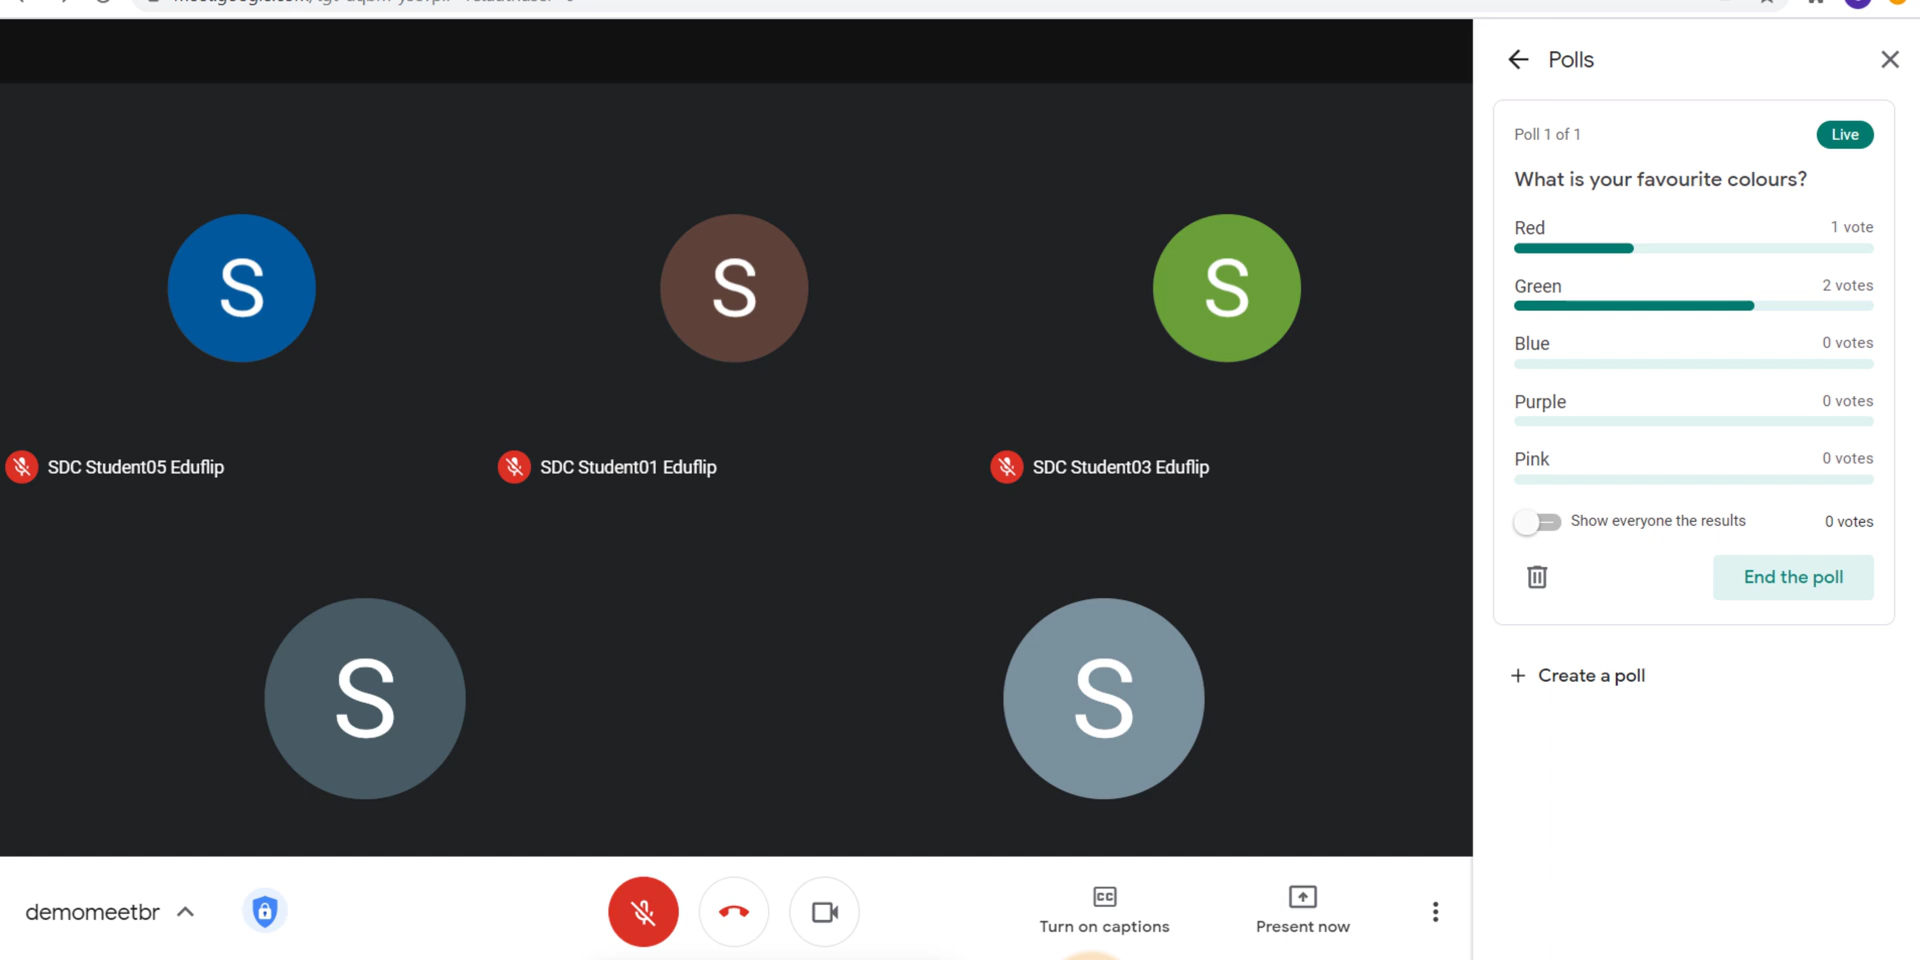 Polls
Poll 1 of 1
Live
What is your favourite colours?
Red
1 vote
Green
2 votes
Blue
0 votes
Purple
0 votes
Pink
0 votes
Show everyone the results
0 votes
End the poll
+ Create a poll
S
S
S
SDC Student05 Eduflip
SDC Student01 Eduflip
SDC Student03 Eduflip
S
S
demomeetbr
CC
Turn on captions
Present now